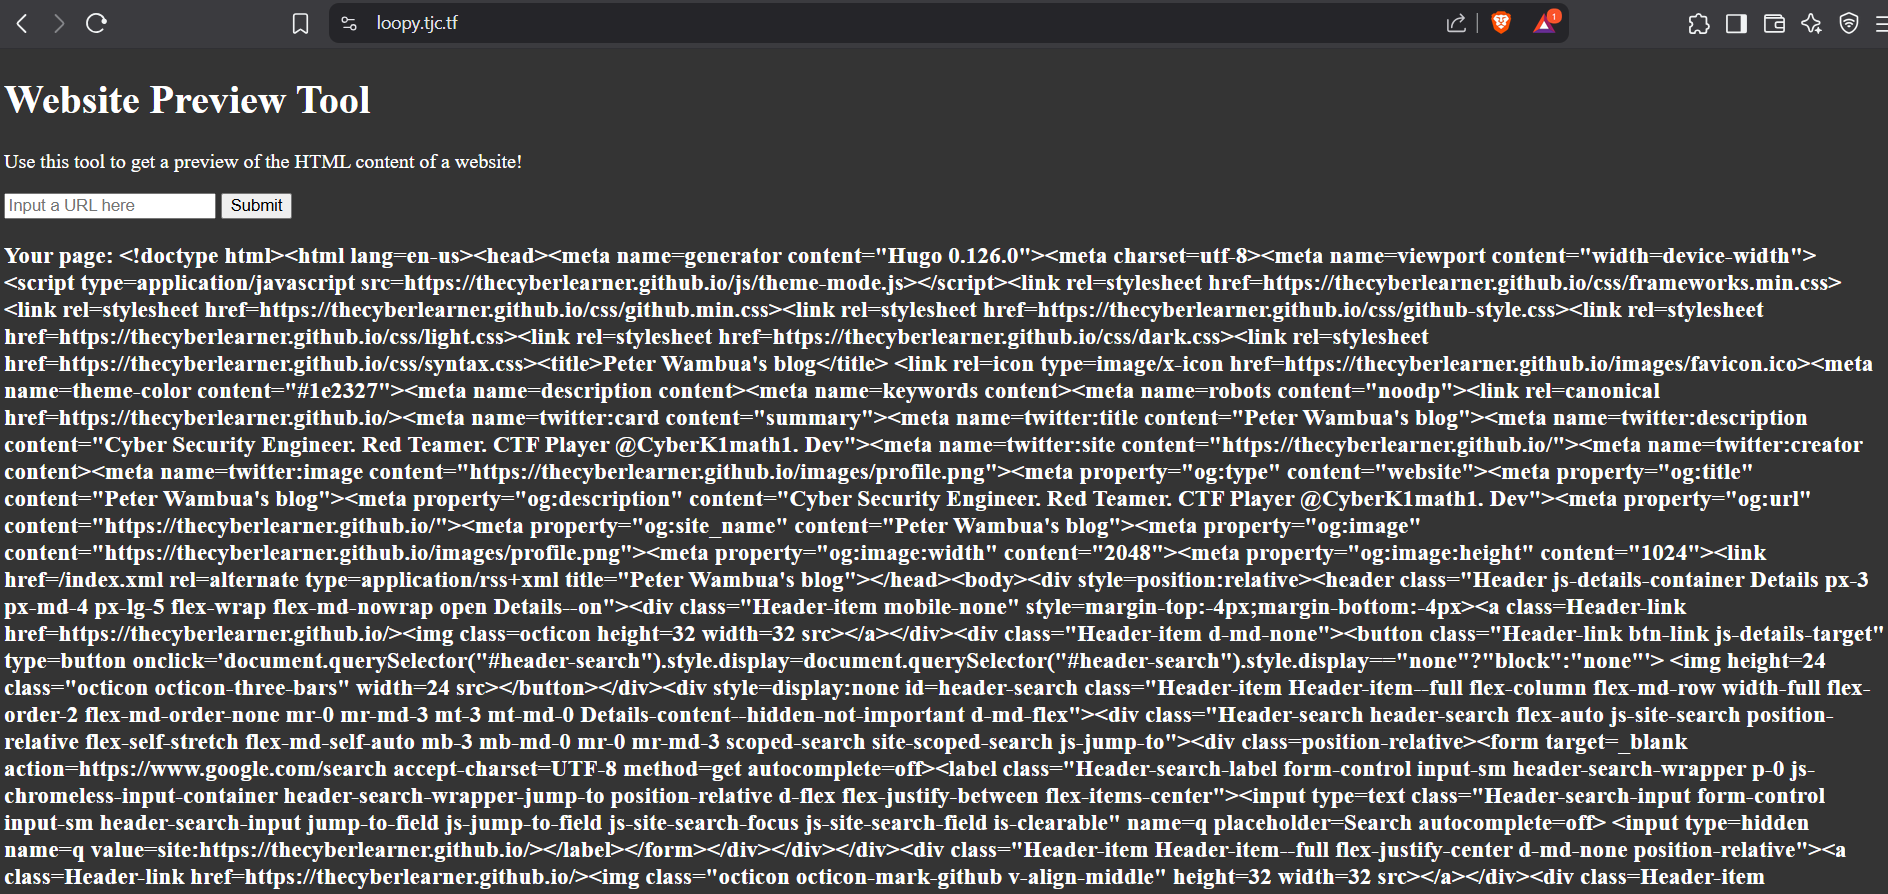 loopy.tjc.tf
1
Website Preview Tool
Use this tool to get a preview of the HTML content of a website!
Input a URL here Submit
Your page: <!doctype html><html lang=en-us><head><meta name=generator content="Hugo 0.126.0"><meta charset=utf-8><meta name=viewport content="width=device-width">
<script type=application/javascript src=https://thecyberlearner.github.io/js/theme-mode.js></script><link rel=stylesheet href=https://thecyberlearner.github.io/css/frameworks.min.css>
<link rel=stylesheet href=https://thecyberlearner.github.io/css/github.min.css><link rel=stylesheet href=https://thecyberlearner.github.io/css/github-style.css><link rel=stylesheet
href=https://thecyberlearner.github.io/css/light.css><link rel=stylesheet href=https://thecyberlearner.github.io/css/dark.css><link rel=stylesheet
href=https://thecyberlearner.github.io/css/syntax.css><title>Peter Wambua's blog</title> <link rel=icon type=image/x-icon href=https://thecyberlearner.github.io/images/favicon.ico><meta
name=theme-color content="#1e2327"><meta name=description content><meta name=keywords content><meta name=robots content="noodp"><link rel=canonical
href=https://thecyberlearner.github.io/><meta name=twitter:card content="summary"><meta name=twitter:title content="Peter Wambua's blog"><meta name=twitter:description
content="Cyber Security Engineer. Red Teamer. CTF Player @CyberK1math1. Dev"><meta name=twitter:site content="https://thecyberlearner.github.io/"><meta name=twitter:creator
content><meta name=twitter:image content="https://thecyberlearner.github.io/images/profile.png"><meta property="og:type" content="website"><meta property="og:title"
content="Peter Wambua's blog"><meta property="og:description" content="Cyber Security Engineer. Red Teamer. CTF Player @CyberK1math1. Dev"><meta property="og:url"
content="https://thecyberlearner.github.io/"><meta property="og:site_name" content="Peter Wambua's blog"><meta property="og:image"
content="https://thecyberlearner.github.io/images/profile.png"><meta property="og:image:width" content="2048"><meta property="og:image:height" content="1024"><link
href=/index.xml rel=alternate type=application/rss+xml title="Peter Wambua's blog"></head><body><div style=position:relative><header class="Header js-details-container Details px-3
px-md-4 px-lg-5 flex-wrap flex-md-nowrap open Details--on"><div class="Header-item mobile-none" style=margin-top:-4px;margin-bottom:-4px><a class=Header-link
href=https://thecyberlearner.github.io/><img class=octicon height=32 width=32 src></a></div><div class="Header-item d-md-none"><button class="Header-link btn-link js-details-target"
type=button onclick='document.querySelector("#header-search").style.display=document.querySelector("#header-search").style.display=="none"?"block":"none"'> <img height=24
class="octicon octicon-three-bars" width=24 src></button></div><div style=display:none id=header-search class="Header-item Header-item--full flex-column flex-md-row width-full flex-
order-2 flex-md-order-none mr-0 mr-md-3 mt-3 mt-md-0 Details-content--hidden-not-important d-md-flex"><div class="Header-search header-search flex-auto js-site-search position-
relative flex-self-stretch flex-md-self-auto mb-3 mb-md-0 mr-0 mr-md-3 scoped-search site-scoped-search js-jump-to"><div class=position-relative><form target=_blank
action=https://www.google.com/search accept-charset=UTF-8 method=get autocomplete=off><label class="Header-search-label form-control input-sm header-search-wrapper p-0 js-
chromeless-input-container header-search-wrapper-jump-to position-relative d-flex flex-justify-between flex-items-center"><input type=text class="Header-search-input form-control
input-sm header-search-input jump-to-field js-jump-to-field js-site-search-focus js-site-search-field is-clearable" name=q placeholder=Search autocomplete=off> <input type=hidden
name=q value=site:https://thecyberlearner.github.io/></label></form></div></div></div><div class="Header-item Header-item--full flex-justify-center d-md-none position-relative"><a
class=Header-link href=https://thecyberlearner.github.io/><img class="octicon octicon-mark-github v-align-middle" height=32 width=32 src></a></div><div class=Header-item